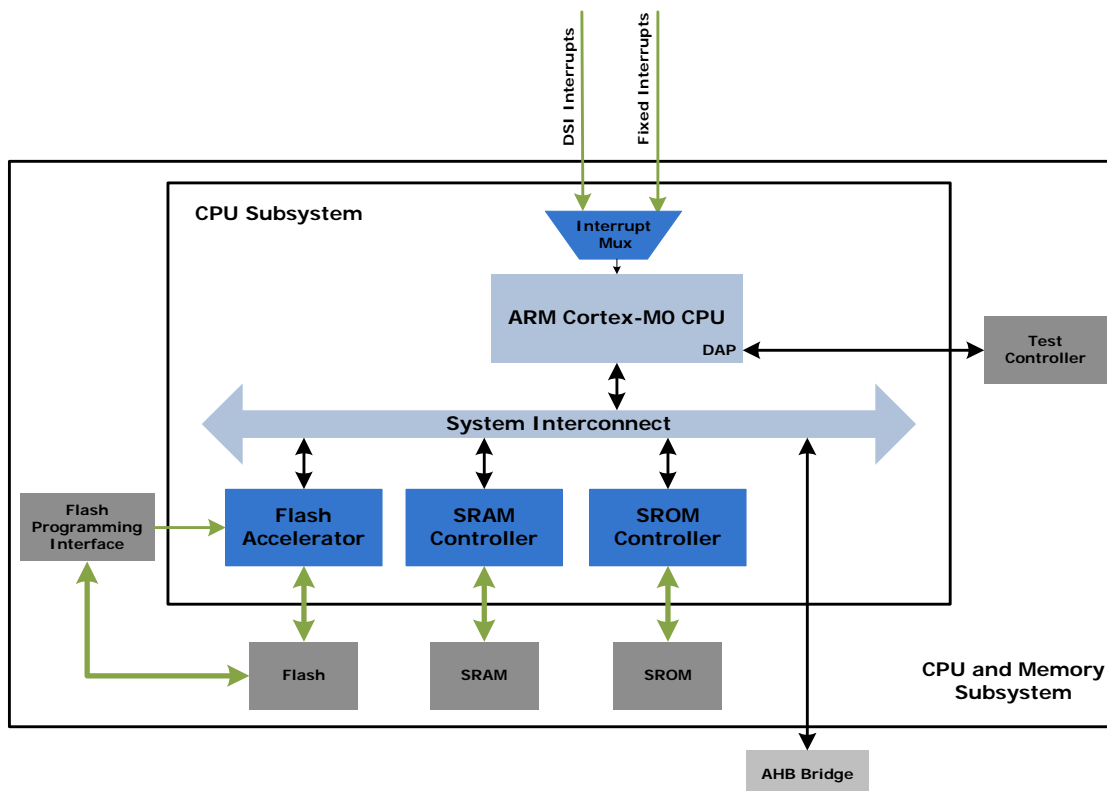 DSI Interrupts
Fixed Interrupts
CPU Subsystem
Interrupt
Mux
ARM Cortex-M0 CPU
DAP
Test
Controller
System Interconnect
Flash
Programming
Interface
Flash
Accelerator
SRAM
Controller
SROM
Controller
Flash
SRAM
SROM
CPU and Memory
Subsystem
AHB Bridge